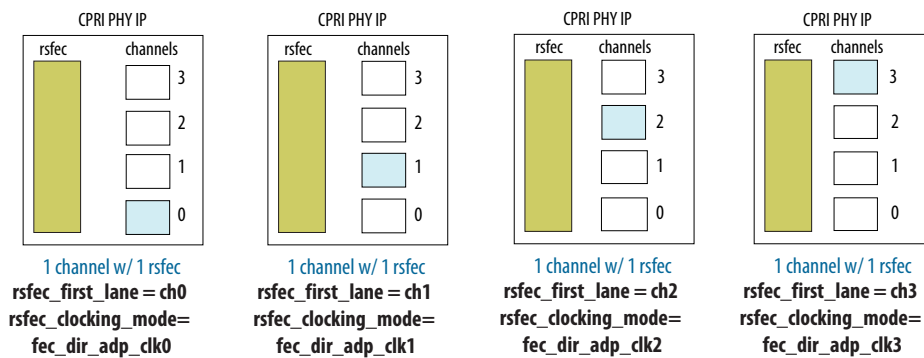 CPRI PHY IP
rsfec channels
3
2
1
0
1 channel w/ 1 rsfec
rsfec_first_lane = ch0
rsfec_clocking_mode=
fec_dir_adp_clk0
CPRI PHY IP
rsfec channels
3
2
1
0
1 channel w/ 1 rsfec
rsfec_first_lane = ch1
rsfec_clocking_mode=
fec_dir_adp_clk1
CPRI PHY IP
rsfec channels
3
2
1
0
1 channel w/ 1 rsfec
rsfec_first_lane = ch2
rsfec_clocking_mode=
fec_dir_adp_clk2
CPRI PHY IP
rsfec channels
3
2
1
0
1 channel w/ 1 rsfec
rsfec_first_lane = ch3
rsfec_clocking_mode=
fec_dir_adp_clk3